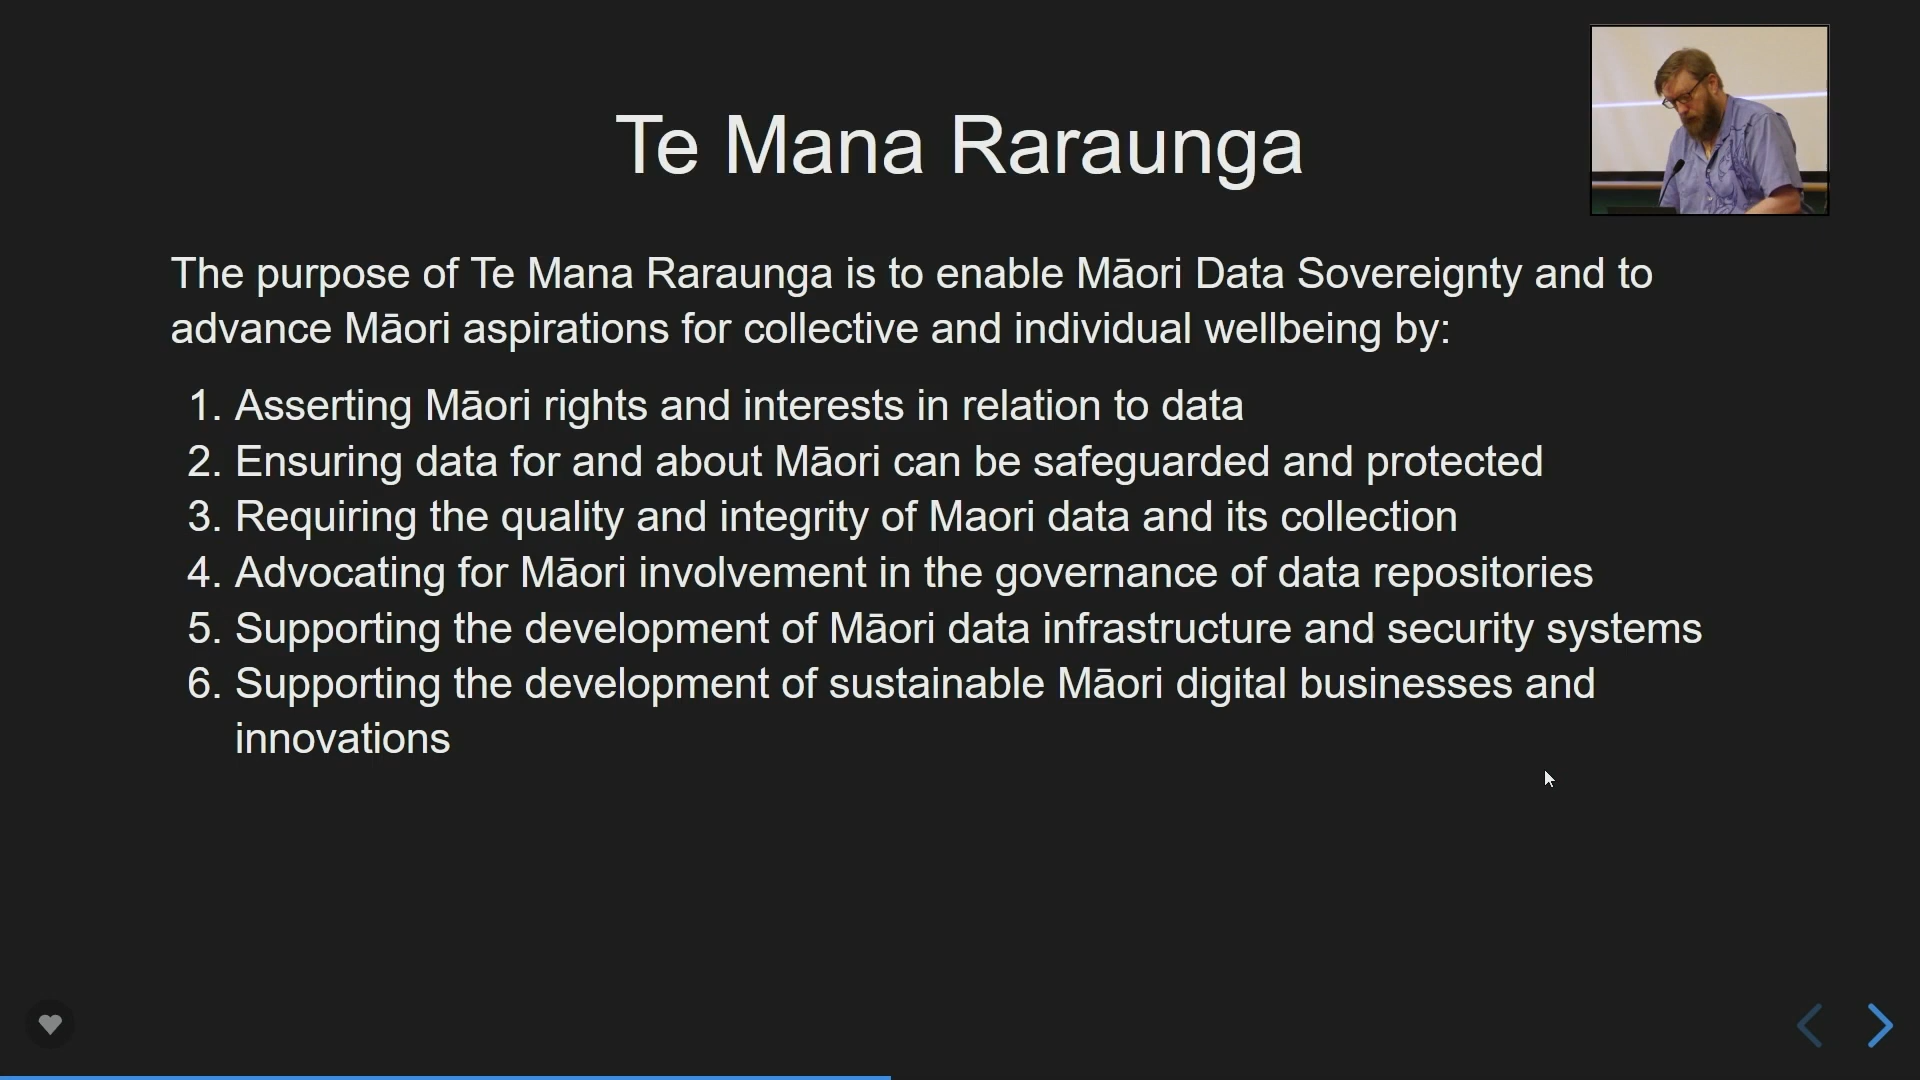 Te Mana Raraunga
The purpose of Te Mana Raraunga is to enable Māori Data Sovereignty and to
advance Māori aspirations for collective and individual wellbeing by:
1. Asserting Māori rights and interests in relation to data
2. Ensuring data for and about Māori can be safeguarded and protected
3. Requiring the quality and integrity of Maori data and its collection
4. Advocating for Māori involvement in the governance of data repositories
5. Supporting the development of Māori data infrastructure and security systems
6. Supporting the development of sustainable Māori digital businesses and
innovations